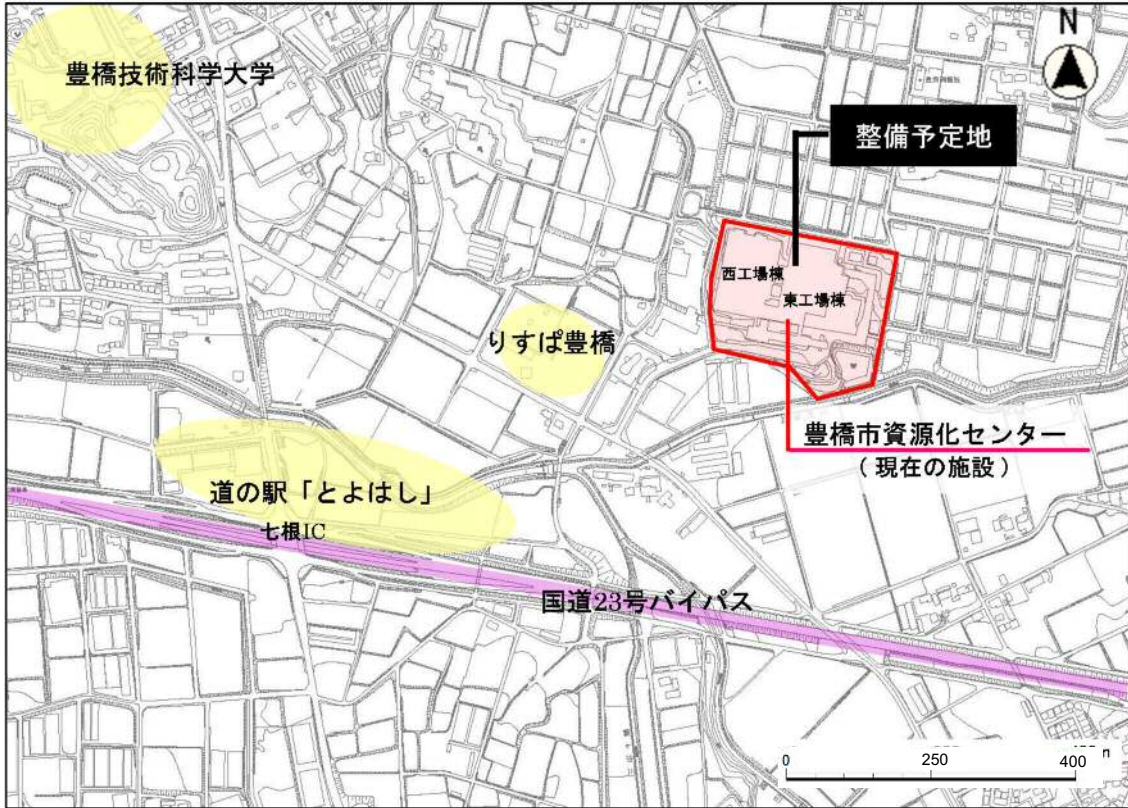 N
豊橋技術科学大学
整備予定地
西工場棟
東工場棟
りすぱ豊橋
豊橋市資源化センター
(現在の施設)
道の駅「とよはし」
七根IC
国道23号バイパス
0
250
400